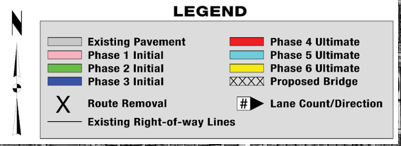 LEGEND
N
Existing Pavement
Phase 1 Initial
Phase 2 Initial
Phase 3 Initial
Phase 4 Ultimate
Phase 5 Ultimate
Phase 6 Ultimate
Proposed Bridge
X Route Removal
# Lane Count/Direction
Existing Right-of-way Lines